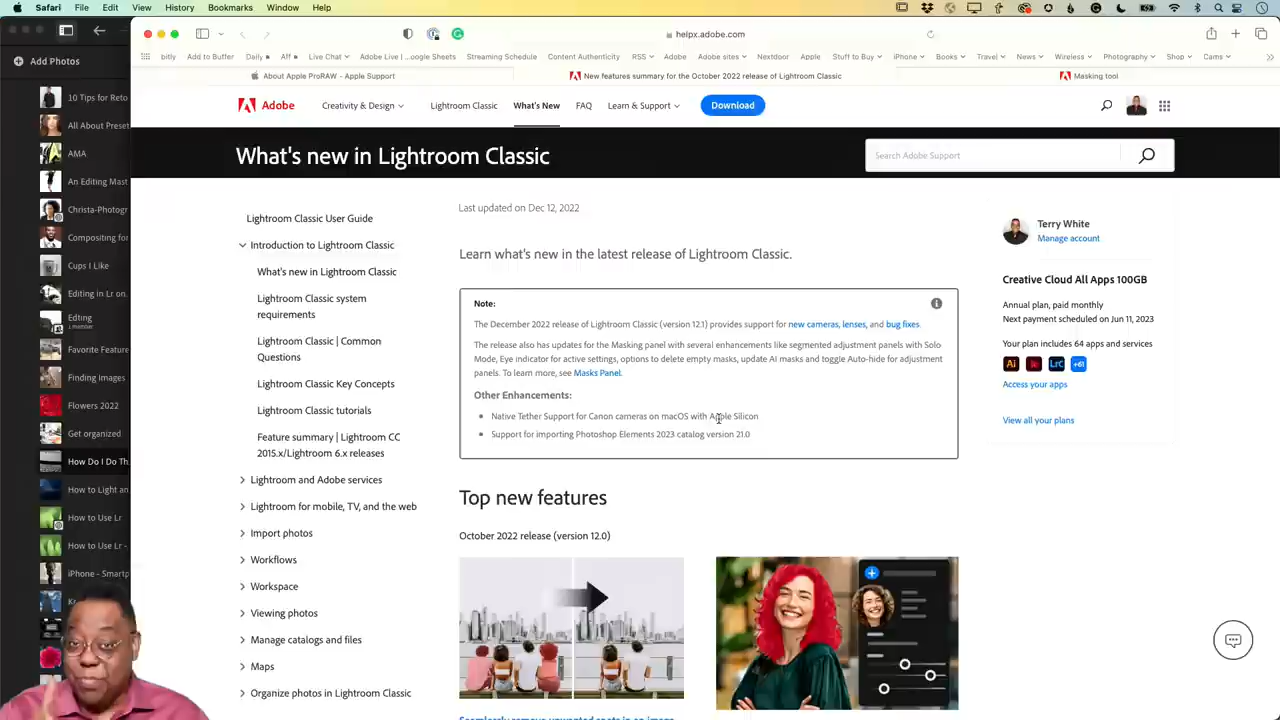 Safari File Edit View History Bookmarks Window Help
helpx.adobe.com
Add Photos
bitly Add to Buffer Daily Aff Live Chat Adobe Live | ...oogle Sheets Streaming Schedule Content Authenticity RSS Adobe Adobe sites Nextdoor Apple Stuff to Buy iPhone Books Travel News Wireless Photography Shop Cams
About Apple ProRAW - Apple Support
New features summary for the October 2022 release of Lightroom Classic
Masking tool
10 Tips for Reto
All About Preset
AMA
An Editing Mast
Christa-Photogr
Compositing for
Cups I Like
Editing in Lr on.
Editing
Favorite Feature
Finding Images
Flowers 2022
Get organized
How Do I Do Th
How to Light an
How to Use Lr
How to Use Lr -
iPhone - Smartp
Adobe
Creativity & Design
Lightroom Classic
What's New
FAQ
Learn & Support
Download
What's new in Lightroom Classic
Search Adobe Support
Lightroom Classic User Guide
Introduction to Lightroom Classic
What's new in Lightroom Classic
Lightroom Classic system
requirements
Lightroom Classic | Common
Questions
Lightroom Classic Key Concepts
Lightroom Classic tutorials
Feature summary | Lightroom CC
2015.x/Lightroom 6.x releases
Lightroom and Adobe services
Lightroom for mobile, TV, and the web
Import photos
Workflows
Workspace
Viewing photos
Manage catalogs and files
Maps
Organize photos in Lightroom Classic
Last updated on Dec 12, 2022
Learn what's new in the latest release of Lightroom Classic.
Note:
The December 2022 release of Lightroom Classic (version 12.1) provides support for new cameras, lenses, and bug fixes.
The release also has updates for the Masking panel with several enhancements like segmented adjustment panels with Solo
Mode, Eye indicator for active settings, options to delete empty masks, update AI masks and toggle Auto-hide for adjustment
panels. To learn more, see Masks Panel.
Other Enhancements:
Native Tether Support for Canon cameras on macOS with Apple Silicon
Support for importing Photoshop Elements 2023 catalog version 21.0
Top new features
October 2022 release (version 12.0)
Seamlessly remove unwanted spots in an image
Terry White
Manage account
Creative Cloud All Apps 100GB
Annual plan, paid monthly
Next payment scheduled on Jun 11, 2023
Your plan includes 64 apps and services
Ai
LrC
+61
Access your apps
View all your plans